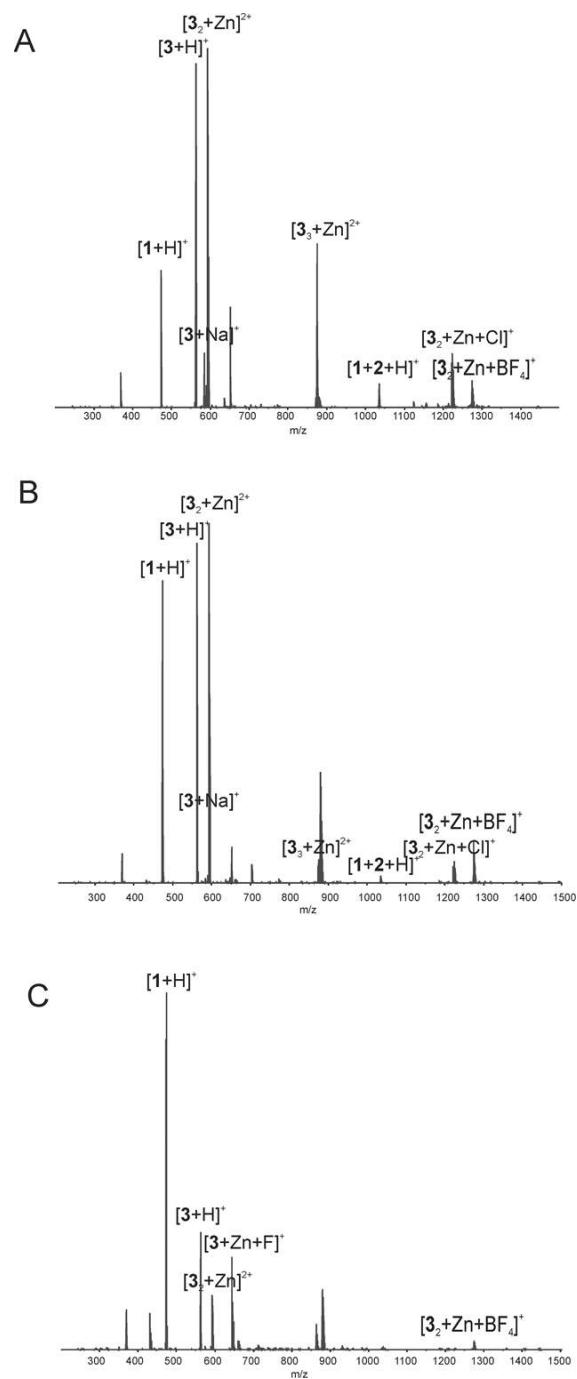 A
[3₂+Zn]²⁺
[3+H]⁺
[1+H]⁺
[3₃+Zn]²⁺
[3+Na]⁺
[3₂+Zn+Cl]⁺
[1+2+H]⁺
[3₂+Zn+BF₄]⁺
300 400 500 600 700 800 900 1000 1100 1200 1300 1400
m/z
B
[3₂+Zn]²⁺
[3+H]⁺
[1+H]⁺
[3+Na]⁺
[3₂+Zn+BF₄]⁺
[3₃+Zn]²⁺
[3₂+Zn+Cl]⁺
[1+2+H]⁺
300 400 500 600 700 800 900 1000 1100 1200 1300 1400 1500
m/z
C
[1+H]⁺
[3+H]⁺
[3+Zn+F]⁺
[3₂+Zn]²⁺
[3₂+Zn+BF₄]⁺
300 400 500 600 700 800 900 1000 1100 1200 1300 1400 1500
m/z